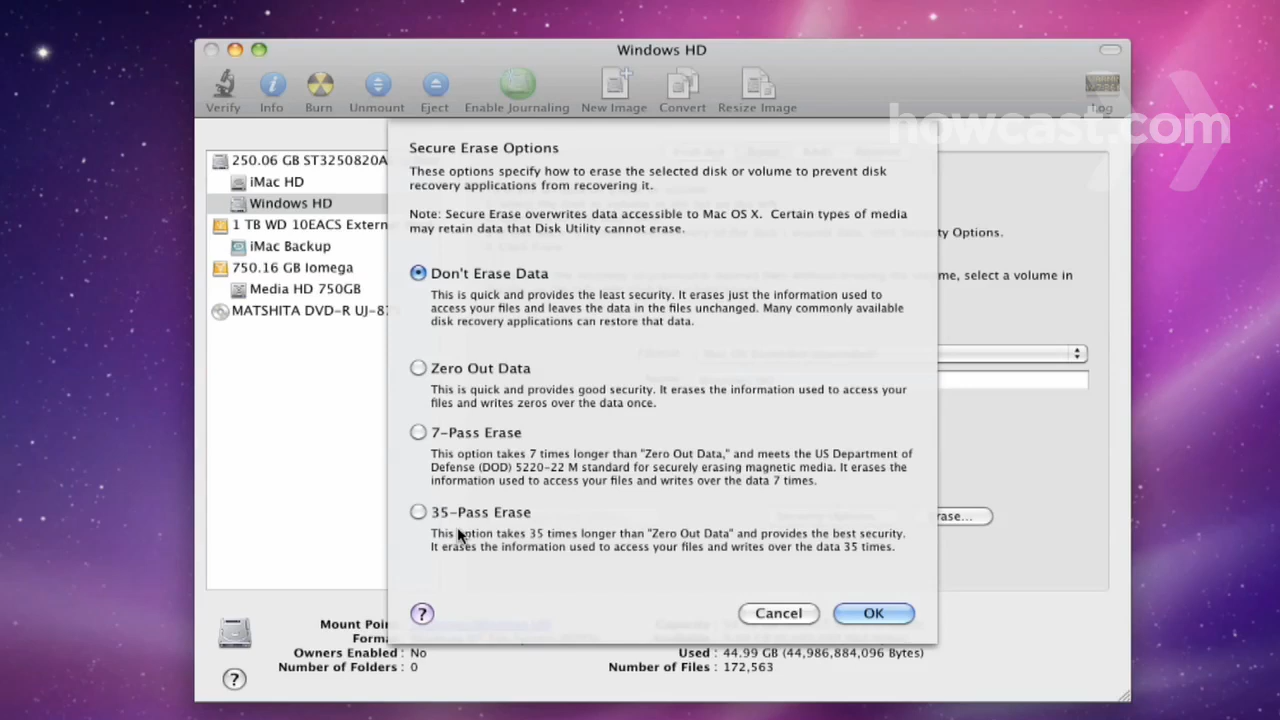 Windows HD
Verify Info Burn Unmount Eject Enable Journaling New Image Convert Resize Image Log
howcast.com
250.06 GB ST3250820A
iMac HD
Windows HD
1 TB WD 10EACS Extern
iMac Backup
750.16 GB Iomega
Media HD 750GB
MATSHITA DVD-R UJ-8
Secure Erase Options
These options specify how to erase the selected disk or volume to prevent disk
recovery applications from recovering it.
Note: Secure Erase overwrites data accessible to Mac OS X. Certain types of media
may retain data that Disk Utility cannot erase.
Options.
me, select a volume in
Don't Erase Data
This is quick and provides the least security. It erases just the information used to
access your files and leaves the data in the files unchanged. Many commonly available
disk recovery applications can restore that data.
Zero Out Data
This is quick and provides good security. It erases the information used to access your
files and writes zeros over the data once.
7-Pass Erase
This option takes 7 times longer than "Zero Out Data," and meets the US Department of
Defense (DOD) 5220-22 M standard for securely erasing magnetic media. It erases the
information used to access your files and writes over the data 7 times.
35-Pass Erase
This option takes 35 times longer than "Zero Out Data" and provides the best security.
It erases the information used to access your files and writes over the data 35 times.
rase...
? Cancel OK
Mount Point
Format
Owners Enabled : No
Number of Folders : 0
Used : 44.99 GB (44,986,884,096 Bytes)
Number of Files : 172,563
?